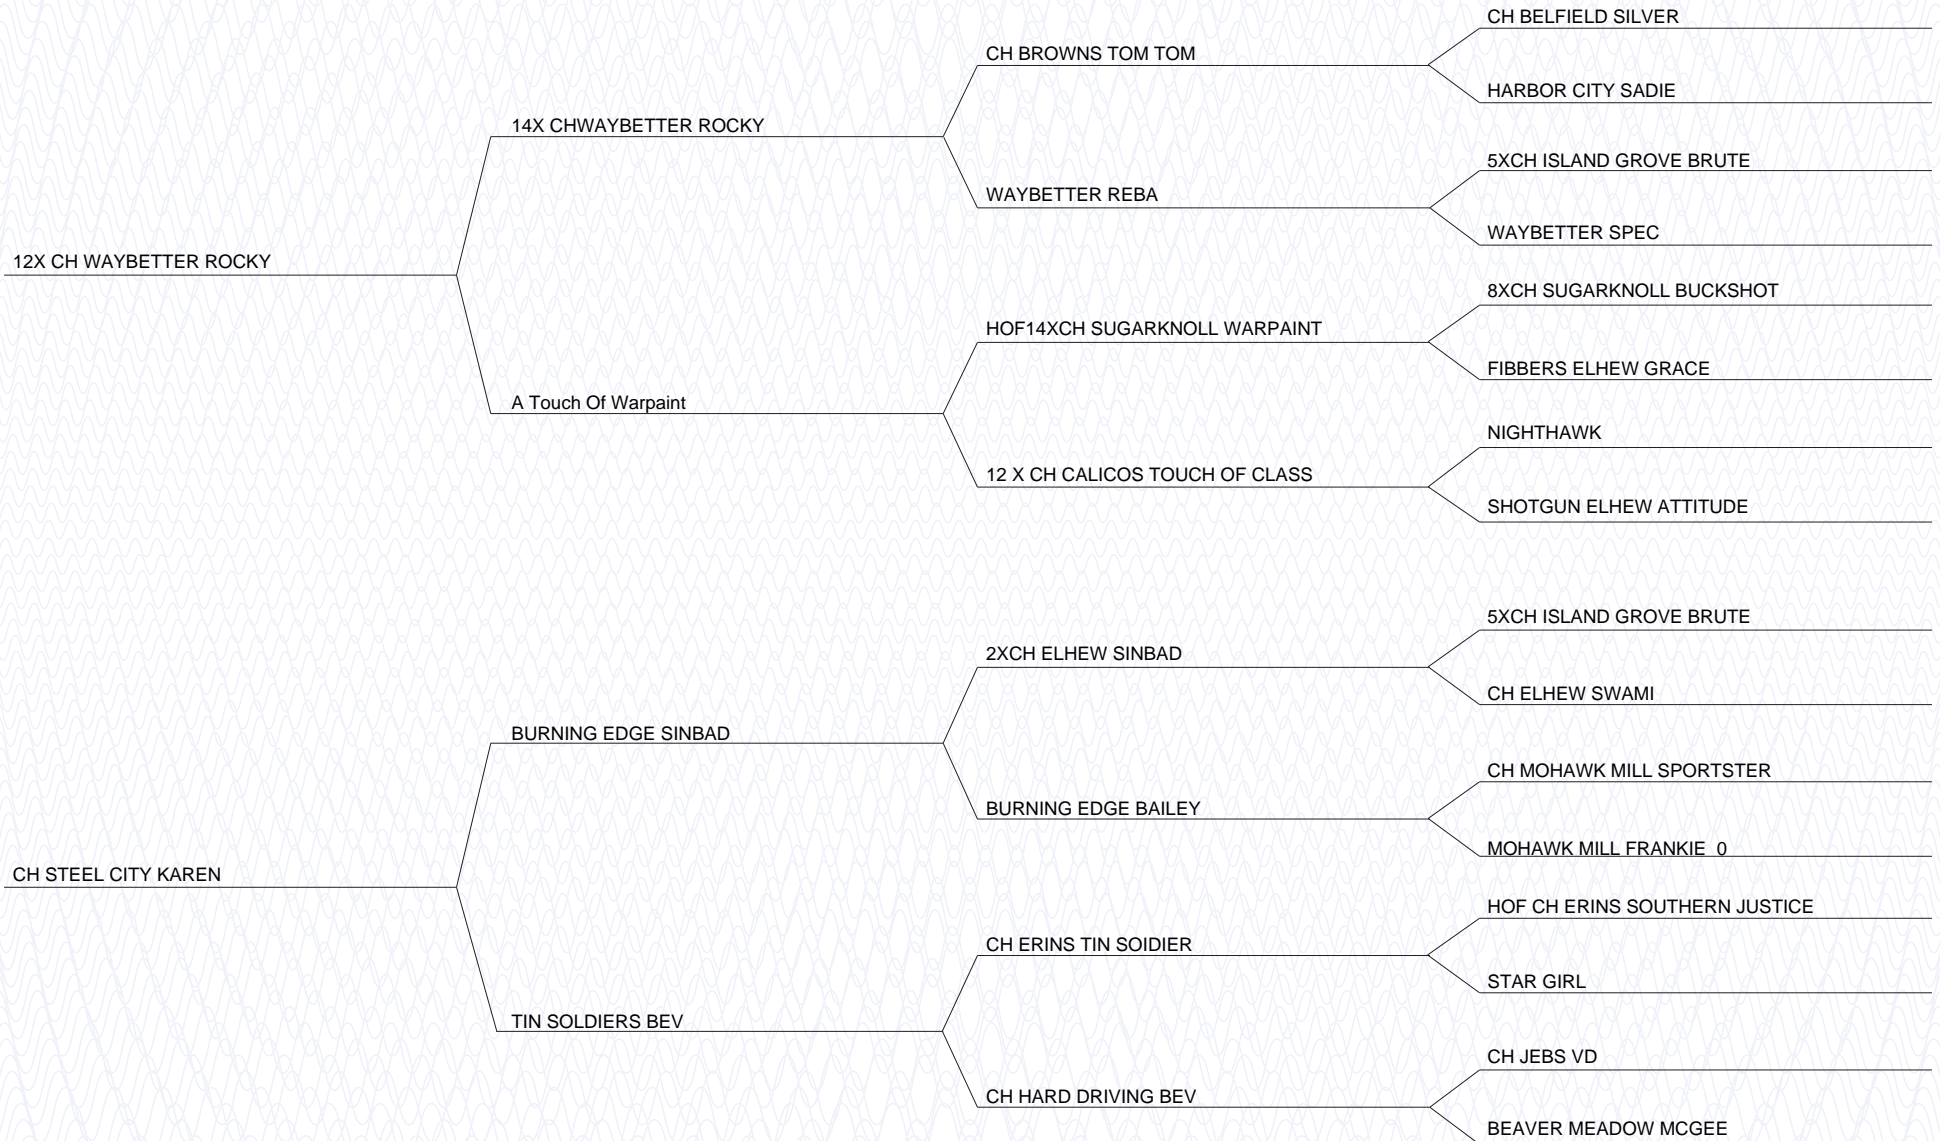 CH BELFIELD SILVER
CH BROWNS TOM TOM
HARBOR CITY SADIE
14X CHWAYBETTER ROCKY
5XCH ISLAND GROVE BRUTE
WAYBETTER REBA
WAYBETTER SPEC
12X CH WAYBETTER ROCKY
8XCH SUGARKNOLL BUCKSHOT
HOF14XCH SUGARKNOLL WARPAINT
FIBBERS ELHEW GRACE
A Touch Of Warpaint
NIGHTHAWK
12 X CH CALICOS TOUCH OF CLASS
SHOTGUN ELHEW ATTITUDE
5XCH ISLAND GROVE BRUTE
2XCH ELHEW SINBAD
CH ELHEW SWAMI
BURNING EDGE SINBAD
CH MOHAWK MILL SPORTSTER
BURNING EDGE BAILEY
MOHAWK MILL FRANKIE 0
CH STEEL CITY KAREN
HOF CH ERINS SOUTHERN JUSTICE
CH ERINS TIN SOIDIER
STAR GIRL
TIN SOLDIERS BEV
CH JEBS VD
CH HARD DRIVING BEV
BEAVER MEADOW MCGEE